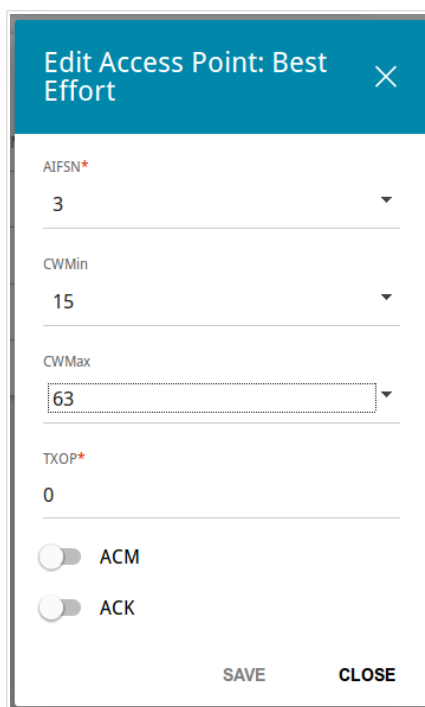 Edit Access Point: Best
Effort
AIFSN*
3
CWMin
15
CWMax
63
TXOP*
0
ACM
ACK
SAVE CLOSE